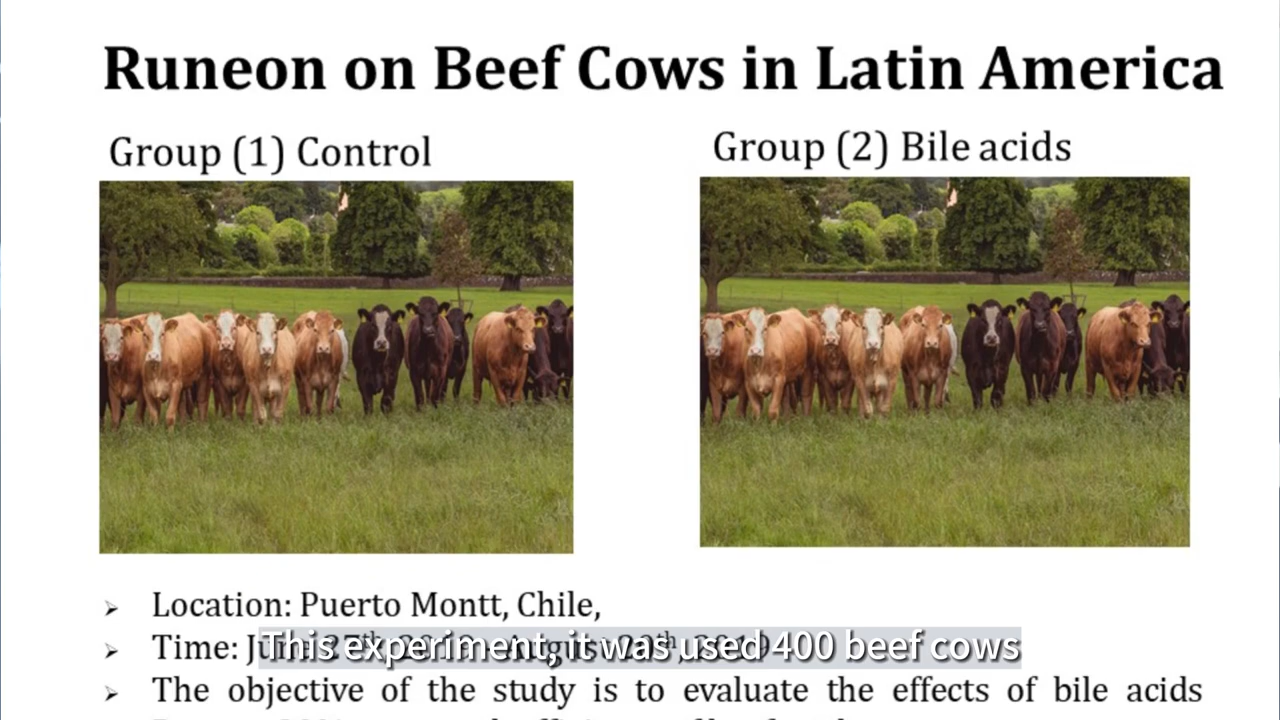 Runeon on Beef Cows in Latin America
Group (1) Control
Group (2) Bile acids
Location: Puerto Montt, Chile,
Time:
This experiment, it was used 400 beef cows
The objective of the study is to evaluate the effects of bile acids